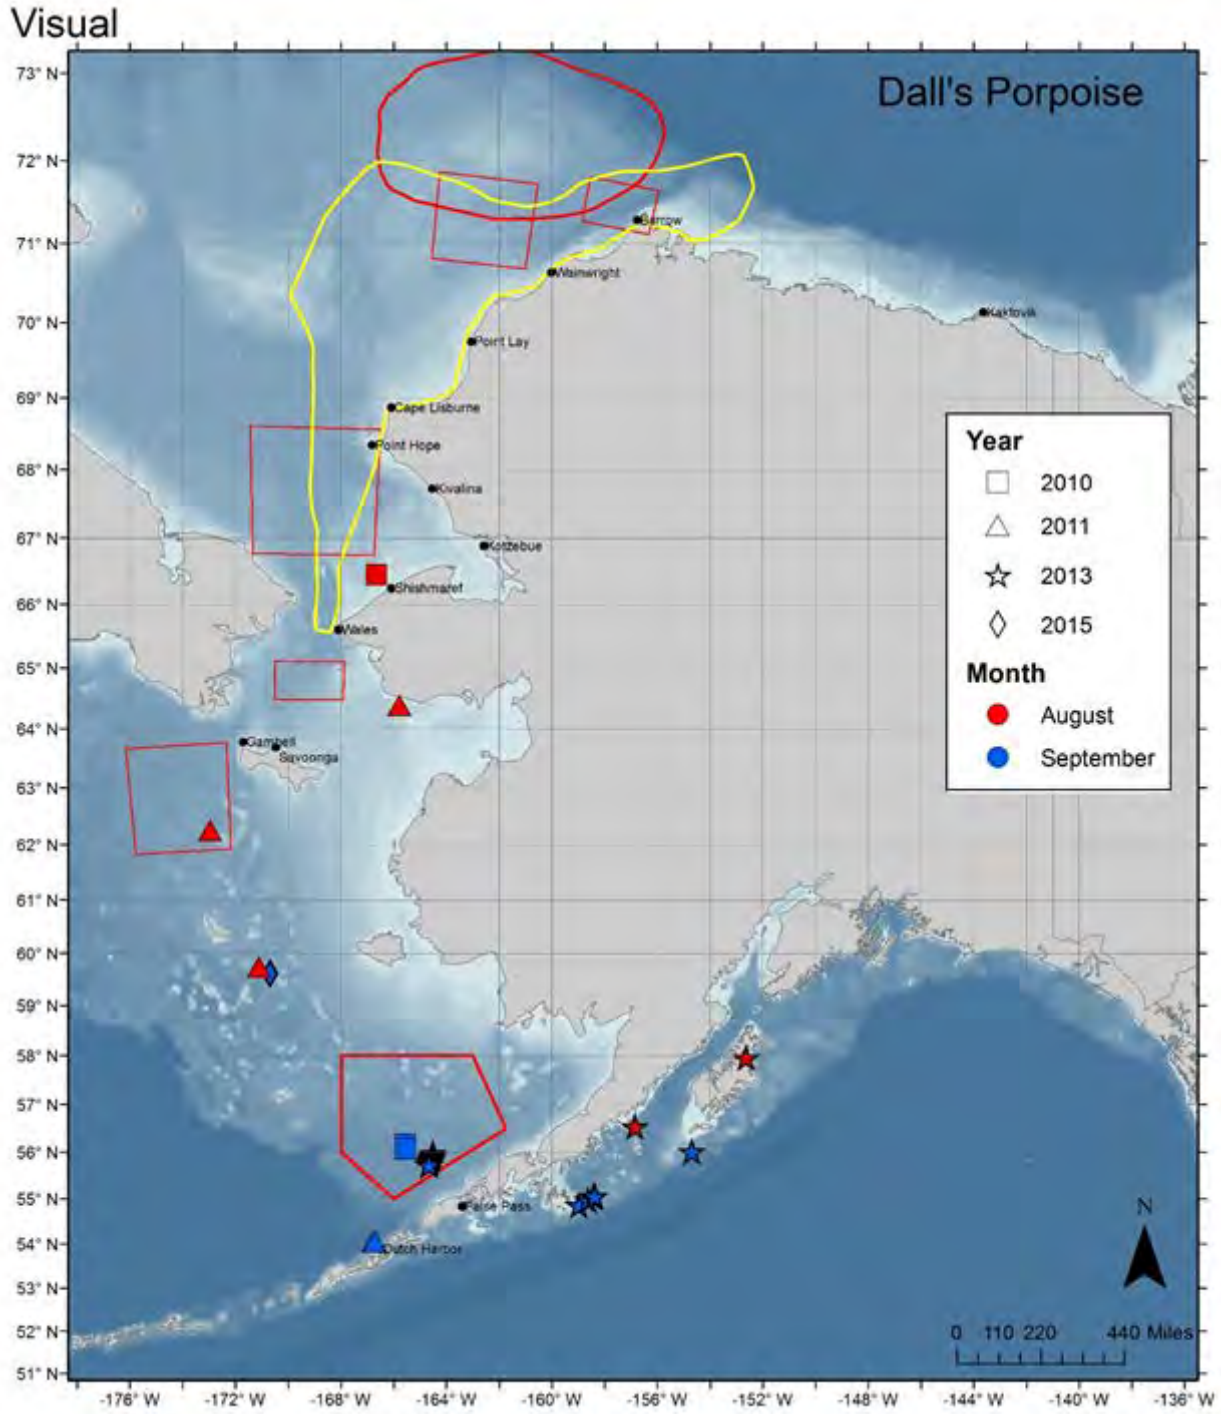 Visual
Dall's Porpoise
73° N
72° N
71° N
70° N
69° N
68° N
67° N
66° N
65° N
64° N
63° N
62° N
61° N
60° N
59° N
58° N
57° N
56° N
55° N
54° N
53° N
52° N
51° N
Barrow
Wainwright
Kaktovik
Point Lay
Cape Lisburne
Point Hope
Kivalina
Kotzebue
Shishmaref
Wales
Gambell
Savoonga
False Pass
Dutch Harbor
Year
2010
2011
2013
2015
Month
August
September
N
0 110 220 440 Miles
-176° W -172° W -168° W -164° W -160° W -156° W -152° W -148° W -144° W -140° W -136° W